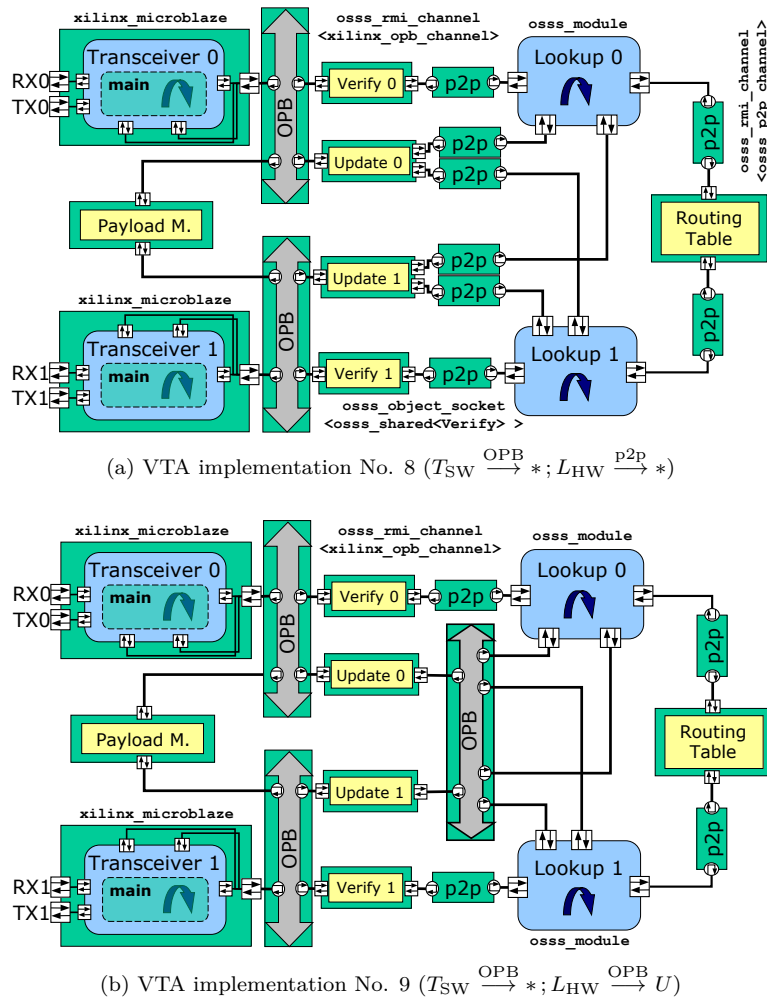 xilinx_microblaze
osss_rmi_channel
<xilinx_opb_channel>
osss_module
Transceiver 0
main
RX0
TX0
OPB
Verify 0
p2p
Lookup 0
osss_rmi_channel
<osss_p2p_channel>
p2p
Update 0
p2p
p2p
Payload M.
Routing
Table
xilinx_microblaze
OPB
Update 1
p2p
p2p
p2p
Transceiver 1
main
RX1
TX1
Verify 1
p2p
Lookup 1
osss_object_socket
<osss_shared<Verify> >
(a) VTA implementation No. 8 (T_SW —OPB→ *; L_HW —p2p→ *)
xilinx_microblaze
osss_rmi_channel
<xilinx_opb_channel>
osss_module
Transceiver 0
main
RX0
TX0
OPB
Verify 0
p2p
Lookup 0
p2p
Update 0
OPB
Payload M.
Routing
Table
xilinx_microblaze
OPB
Update 1
p2p
Transceiver 1
main
RX1
TX1
Verify 1
p2p
Lookup 1
osss_module
(b) VTA implementation No. 9 (T_SW —OPB→ *; L_HW —OPB→ U)